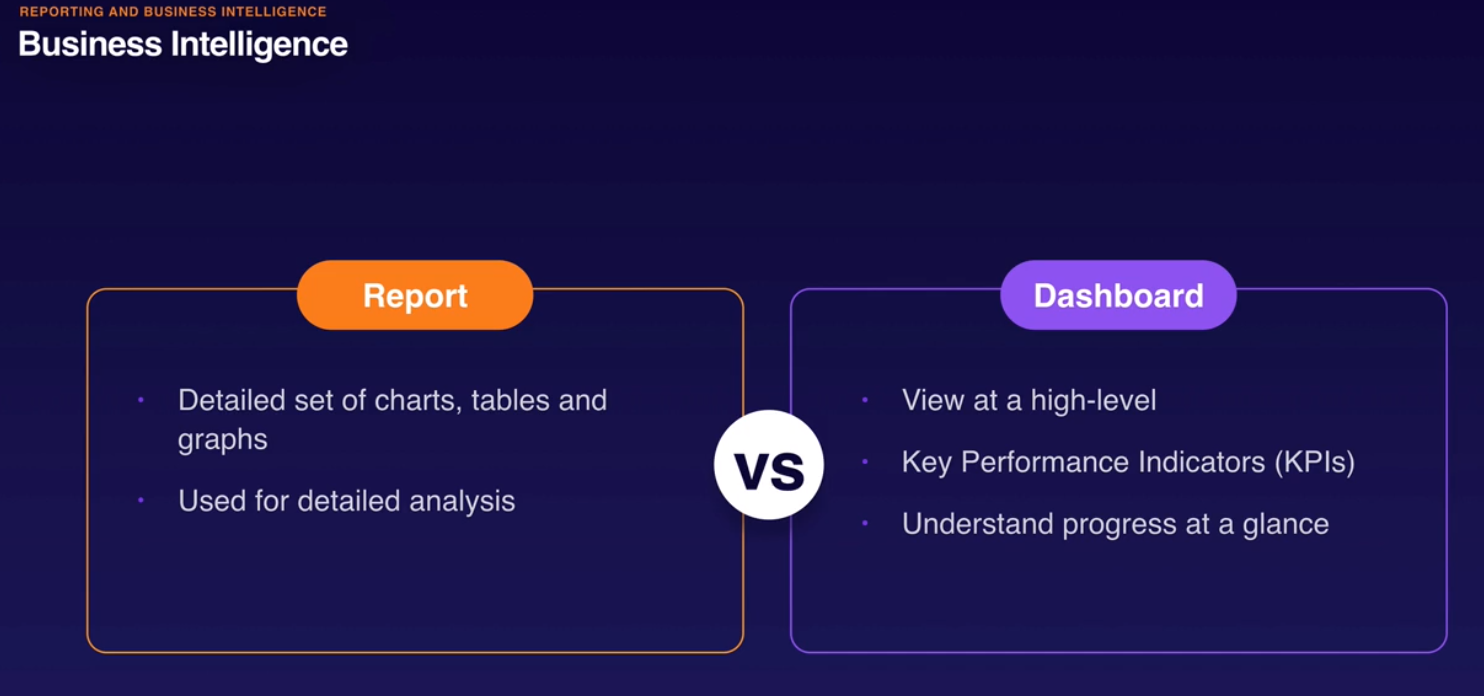 REPORTING AND BUSINESS INTELLIGENCE
Business Intelligence
Report
• Detailed set of charts, tables and
graphs
• Used for detailed analysis
vs
Dashboard
• View at a high-level
• Key Performance Indicators (KPIs)
• Understand progress at a glance